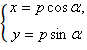 x = p cos α,
y = p sin α